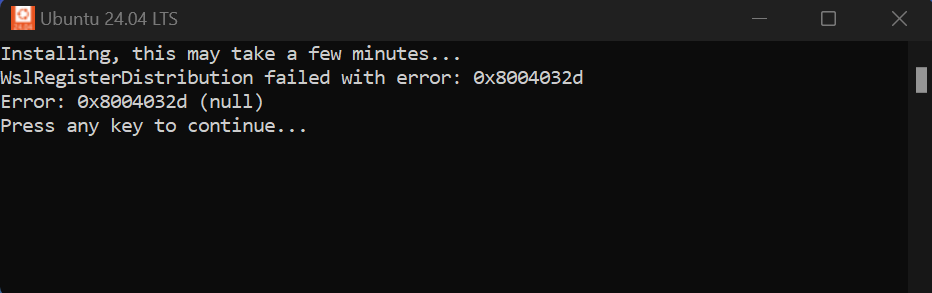 Ubuntu 24.04 LTS
Installing, this may take a few minutes...
WslRegisterDistribution failed with error: 0x8004032d
Error: 0x8004032d (null)
Press any key to continue...